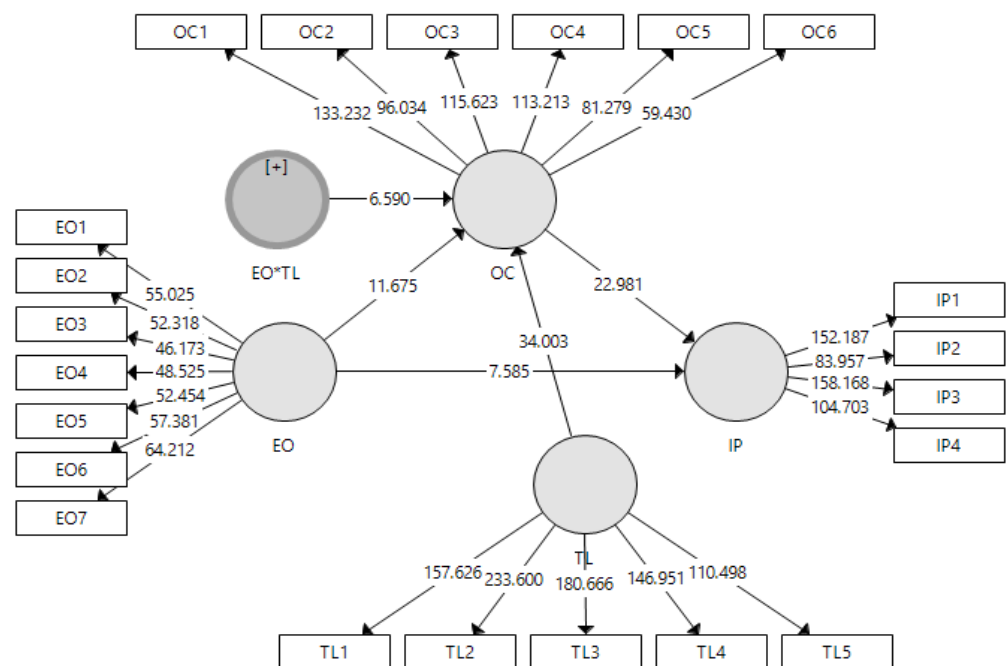 OC1 OC2 OC3 OC4 OC5 OC6
133.232 96.034 115.623 113.213 81.279 59.430
[+]
6.590
EO*TL
OC
EO1
EO2
EO3
EO4
EO5
EO6
EO7
55.025
52.318
46.173
48.525
52.454
57.381
64.212
EO
11.675
22.981
34.003
7.585
IP
152.187
83.957
158.168
104.703
IP1
IP2
IP3
IP4
TL
157.626 233.600 180.666 146.951 110.498
TL1 TL2 TL3 TL4 TL5